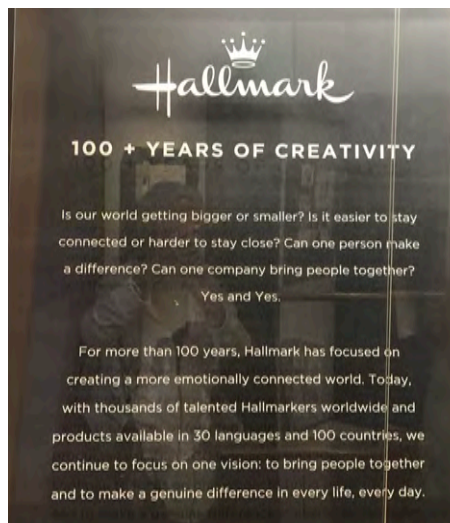 Hallmark
100 + YEARS OF CREATIVITY
Is our world getting bigger or smaller? Is it easier to stay
connected or harder to stay close? Can one person make
a difference? Can one company bring people together?
Yes and Yes.
For more than 100 years, Hallmark has focused on
creating a more emotionally connected world. Today,
with thousands of talented Hallmarkers worldwide and
products available in 30 languages and 100 countries, we
continue to focus on one vision: to bring people together
and to make a genuine difference in every life, every day.